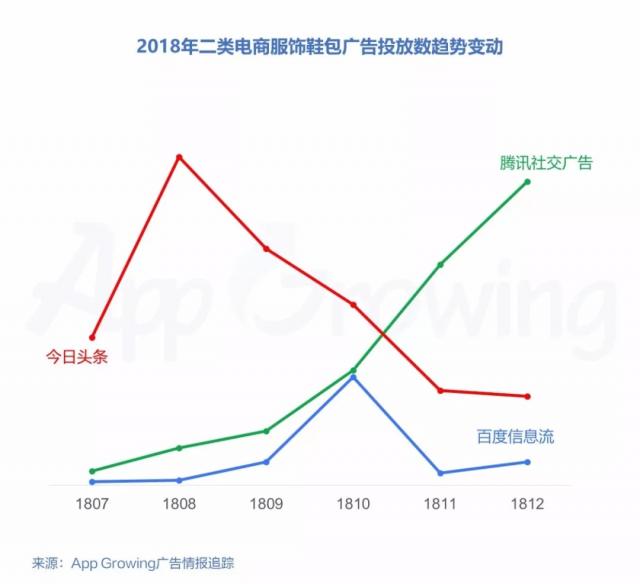 2018年二类电商服饰鞋包广告投放数趋势变动
腾讯社交广告
App Growing
今日头条
百度信息流
1807 1808 1809 1810 1811 1812
来源：App Growing广告情报追踪